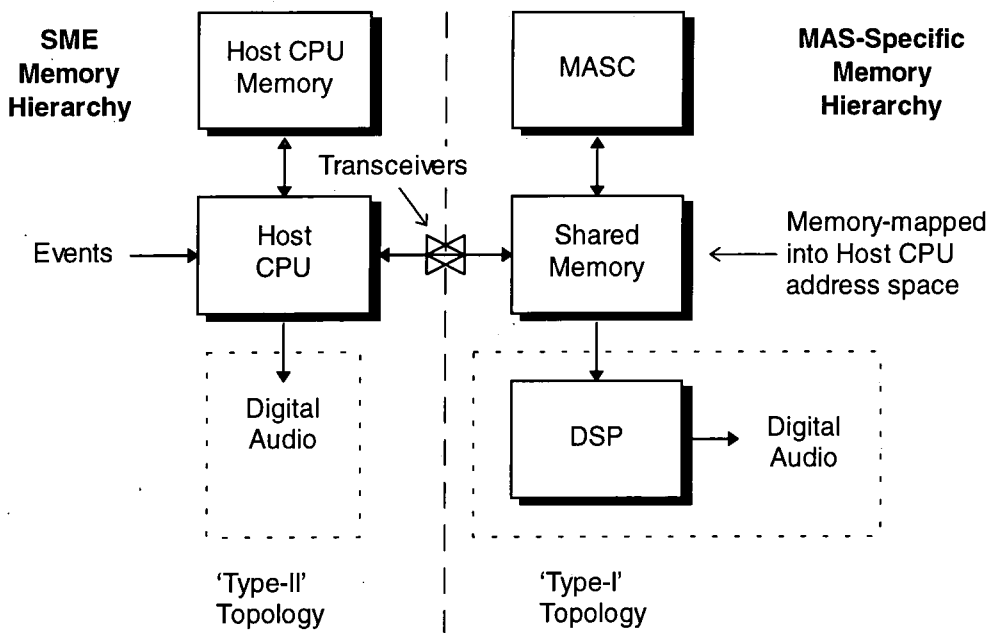 SME
Memory
Hierarchy
Host CPU
Memory
MASC
MAS-Specific
Memory
Hierarchy
Transceivers
Events
Host
CPU
Shared
Memory
Memory-mapped
into Host CPU
address space
Digital
Audio
DSP
Digital
Audio
'Type-II'
Topology
'Type-I'
Topology